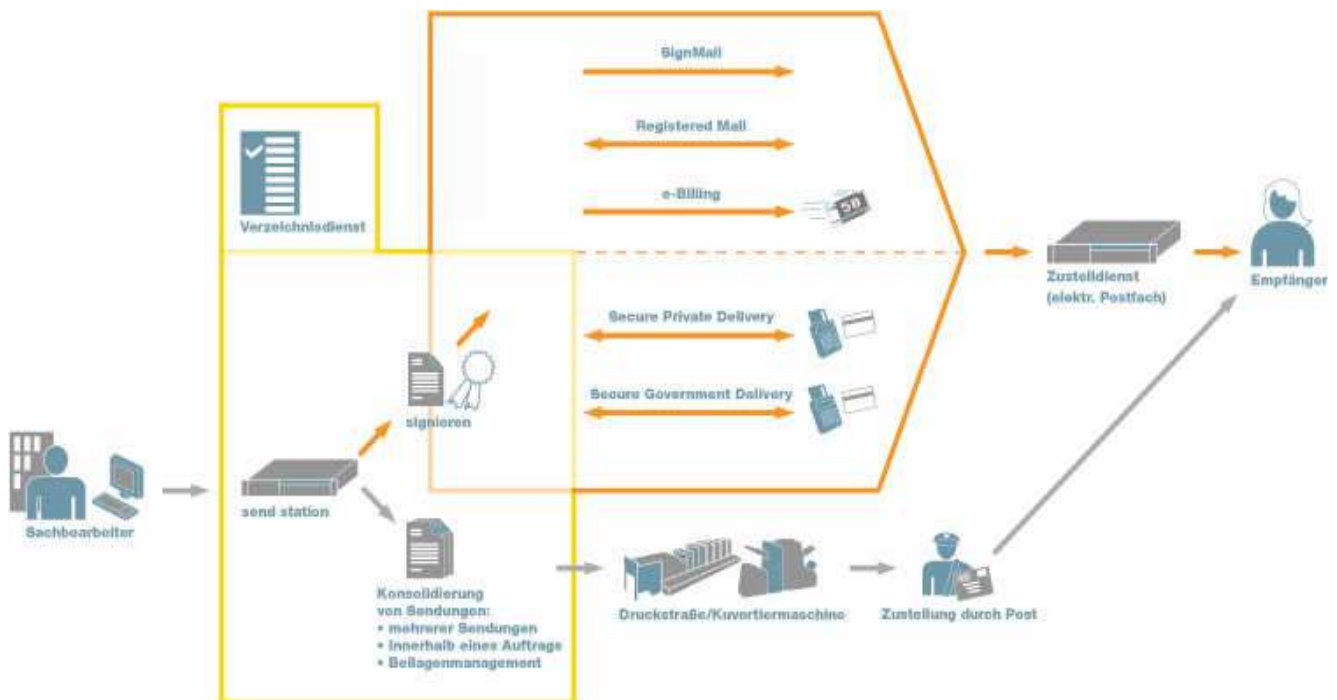 SignMail
Registered Mail
e-Billing
Verzeichnisdienst
Zustelldienst
(elektr. Postfach)
Empfänger
Secure Private Delivery
Secure Government Delivery
signieren
Sachbearbeiter
send station
Konsolidierung
von Sendungen:
• mehrerer Sendungen
• innerhalb eines Auftrags
• Beilagenmanagement
Druckstraße/Kuvertiermaschine
Zustellung durch Post